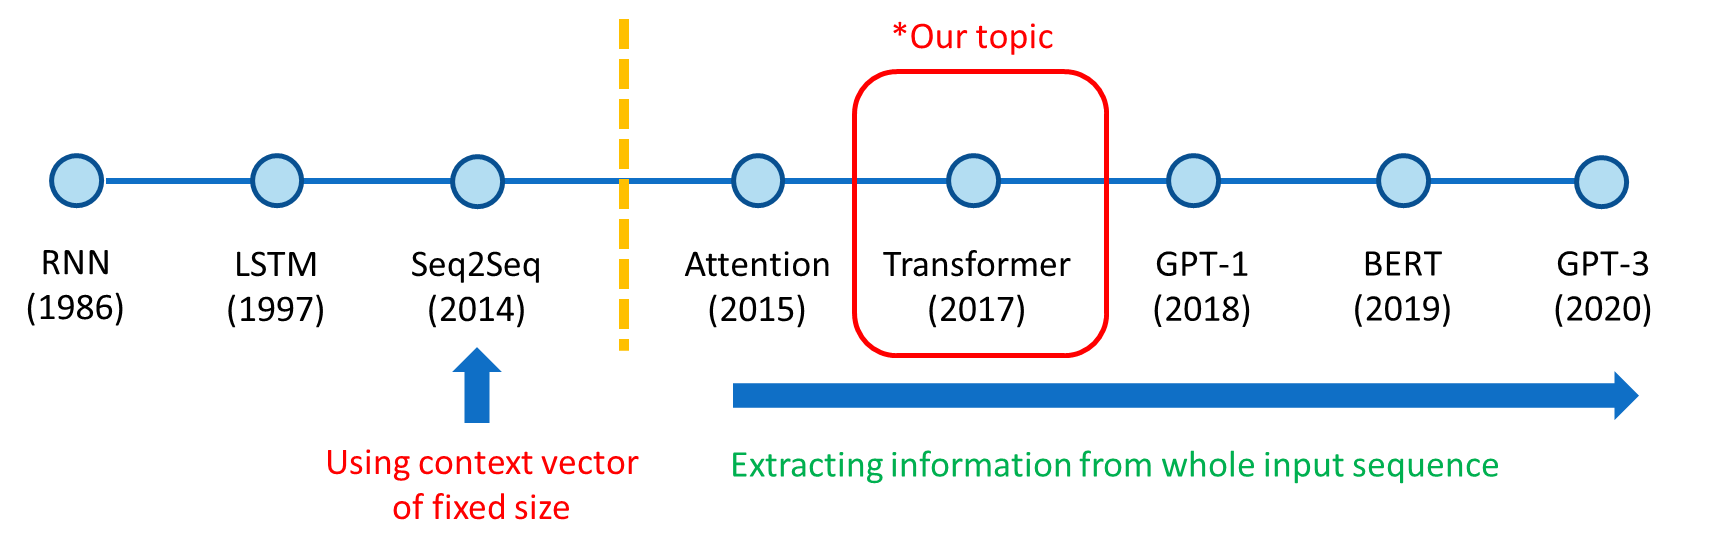 *Our topic
RNN
(1986)
LSTM
(1997)
Seq2Seq
(2014)
Attention
(2015)
Transformer
(2017)
GPT-1
(2018)
BERT
(2019)
GPT-3
(2020)
Using context vector
of fixed size
Extracting information from whole input sequence